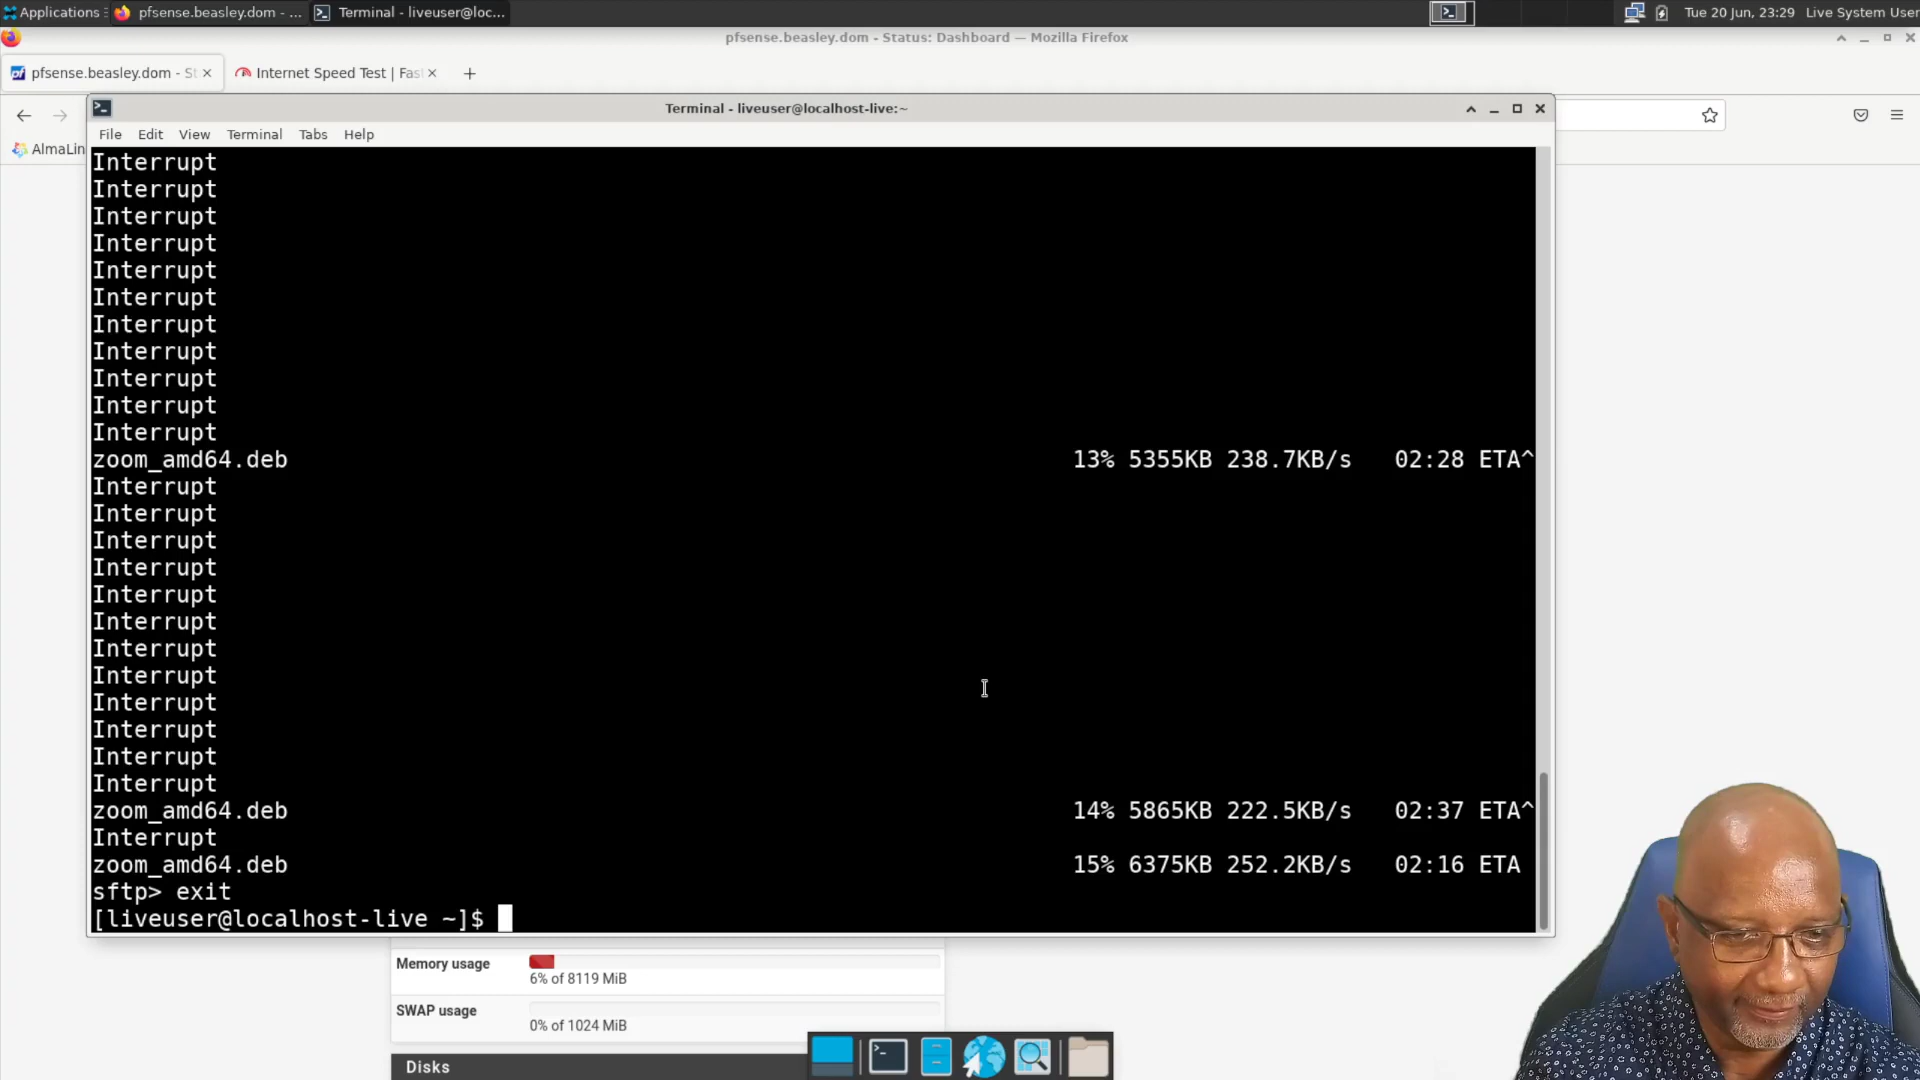 Applications
pfsense.beasley.dom - ...
Terminal - liveuser@loc...
Tue 20 Jun, 23:29
Live System User
pfsense.beasley.dom - Status: Dashboard — Mozilla Firefox
pfsense.beasley.dom - St
Internet Speed Test | Fas
Terminal - liveuser@localhost-live:~
File Edit View Terminal Tabs Help
AlmaLin
Interrupt
Interrupt
Interrupt
Interrupt
Interrupt
Interrupt
Interrupt
Interrupt
Interrupt
Interrupt
Interrupt
zoom_amd64.deb 13% 5355KB 238.7KB/s 02:28 ETA^
Interrupt
Interrupt
Interrupt
Interrupt
Interrupt
Interrupt
Interrupt
Interrupt
Interrupt
Interrupt
Interrupt
Interrupt
zoom_amd64.deb 14% 5865KB 222.5KB/s 02:37 ETA^
Interrupt
zoom_amd64.deb 15% 6375KB 252.2KB/s 02:16 ETA
sftp> exit
[liveuser@localhost-live ~]$
Memory usage
6% of 8119 MiB
SWAP usage
0% of 1024 MiB
Disks